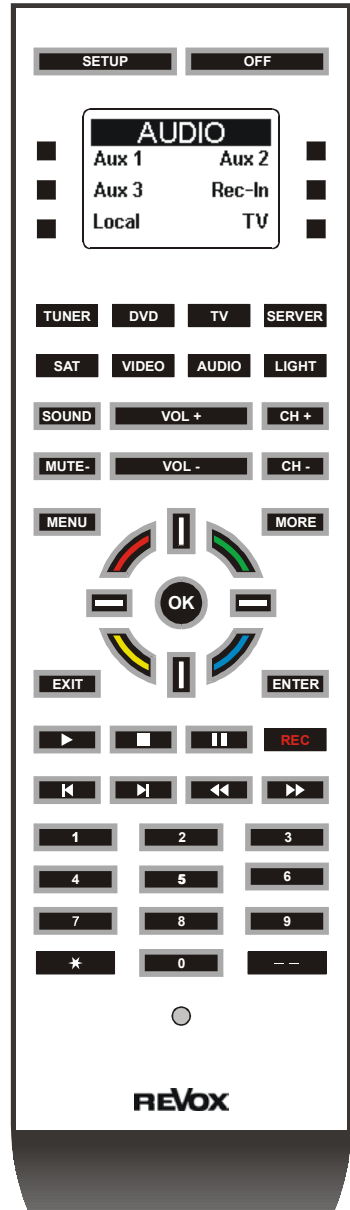 SETUP OFF
AUDIO
Aux 1 Aux 2
Aux 3 Rec-In
Local TV
TUNER DVD TV SERVER
SAT VIDEO AUDIO LIGHT
SOUND VOL + CH +
MUTE- VOL - CH -
MENU MORE
OK
EXIT ENTER
REC
1 2 3
4 5 6
7 8 9
* 0 – –
REVOX